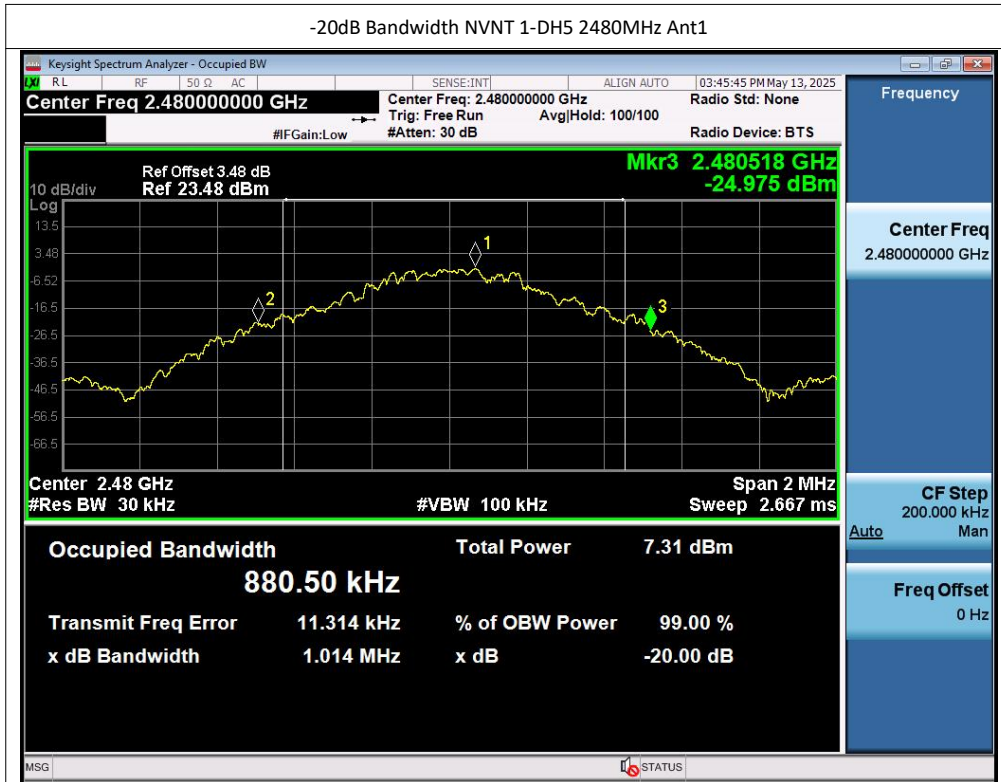 -20dB Bandwidth NVNT 1-DH5 2480MHz Ant1
Keysight Spectrum Analyzer - Occupied BW
LXI RL RF 50 Ω AC SENSE:INT ALIGN AUTO 03:45:45 PM May 13, 2025
Center Freq 2.480000000 GHz
Center Freq: 2.480000000 GHz Radio Std: None
Trig: Free Run Avg|Hold: 100/100
#IFGain:Low #Atten: 30 dB Radio Device: BTS
Frequency
Mkr3 2.480518 GHz
-24.975 dBm
Ref Offset 3.48 dB
10 dB/div Ref 23.48 dBm
Log
13.5
3.48
-6.52
-16.5
-26.5
-36.5
-46.5
-56.5
-66.5
1
2
3
Center 2.48 GHz Span 2 MHz
#Res BW 30 kHz #VBW 100 kHz Sweep 2.667 ms
Occupied Bandwidth Total Power 7.31 dBm
880.50 kHz
Transmit Freq Error 11.314 kHz % of OBW Power 99.00 %
x dB Bandwidth 1.014 MHz x dB -20.00 dB
Center Freq
2.480000000 GHz
CF Step
200.000 kHz
Auto Man
Freq Offset
0 Hz
MSG STATUS